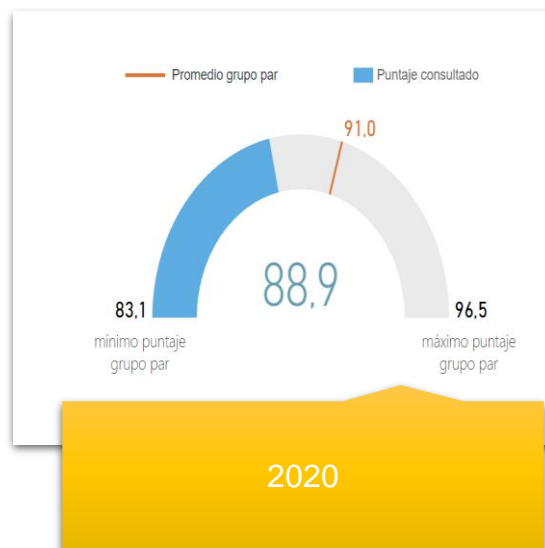 Promedio grupo par
Puntaje consultado
91,0
88,9
83,1
mínimo puntaje
grupo par
96,5
máximo puntaje
grupo par
2020